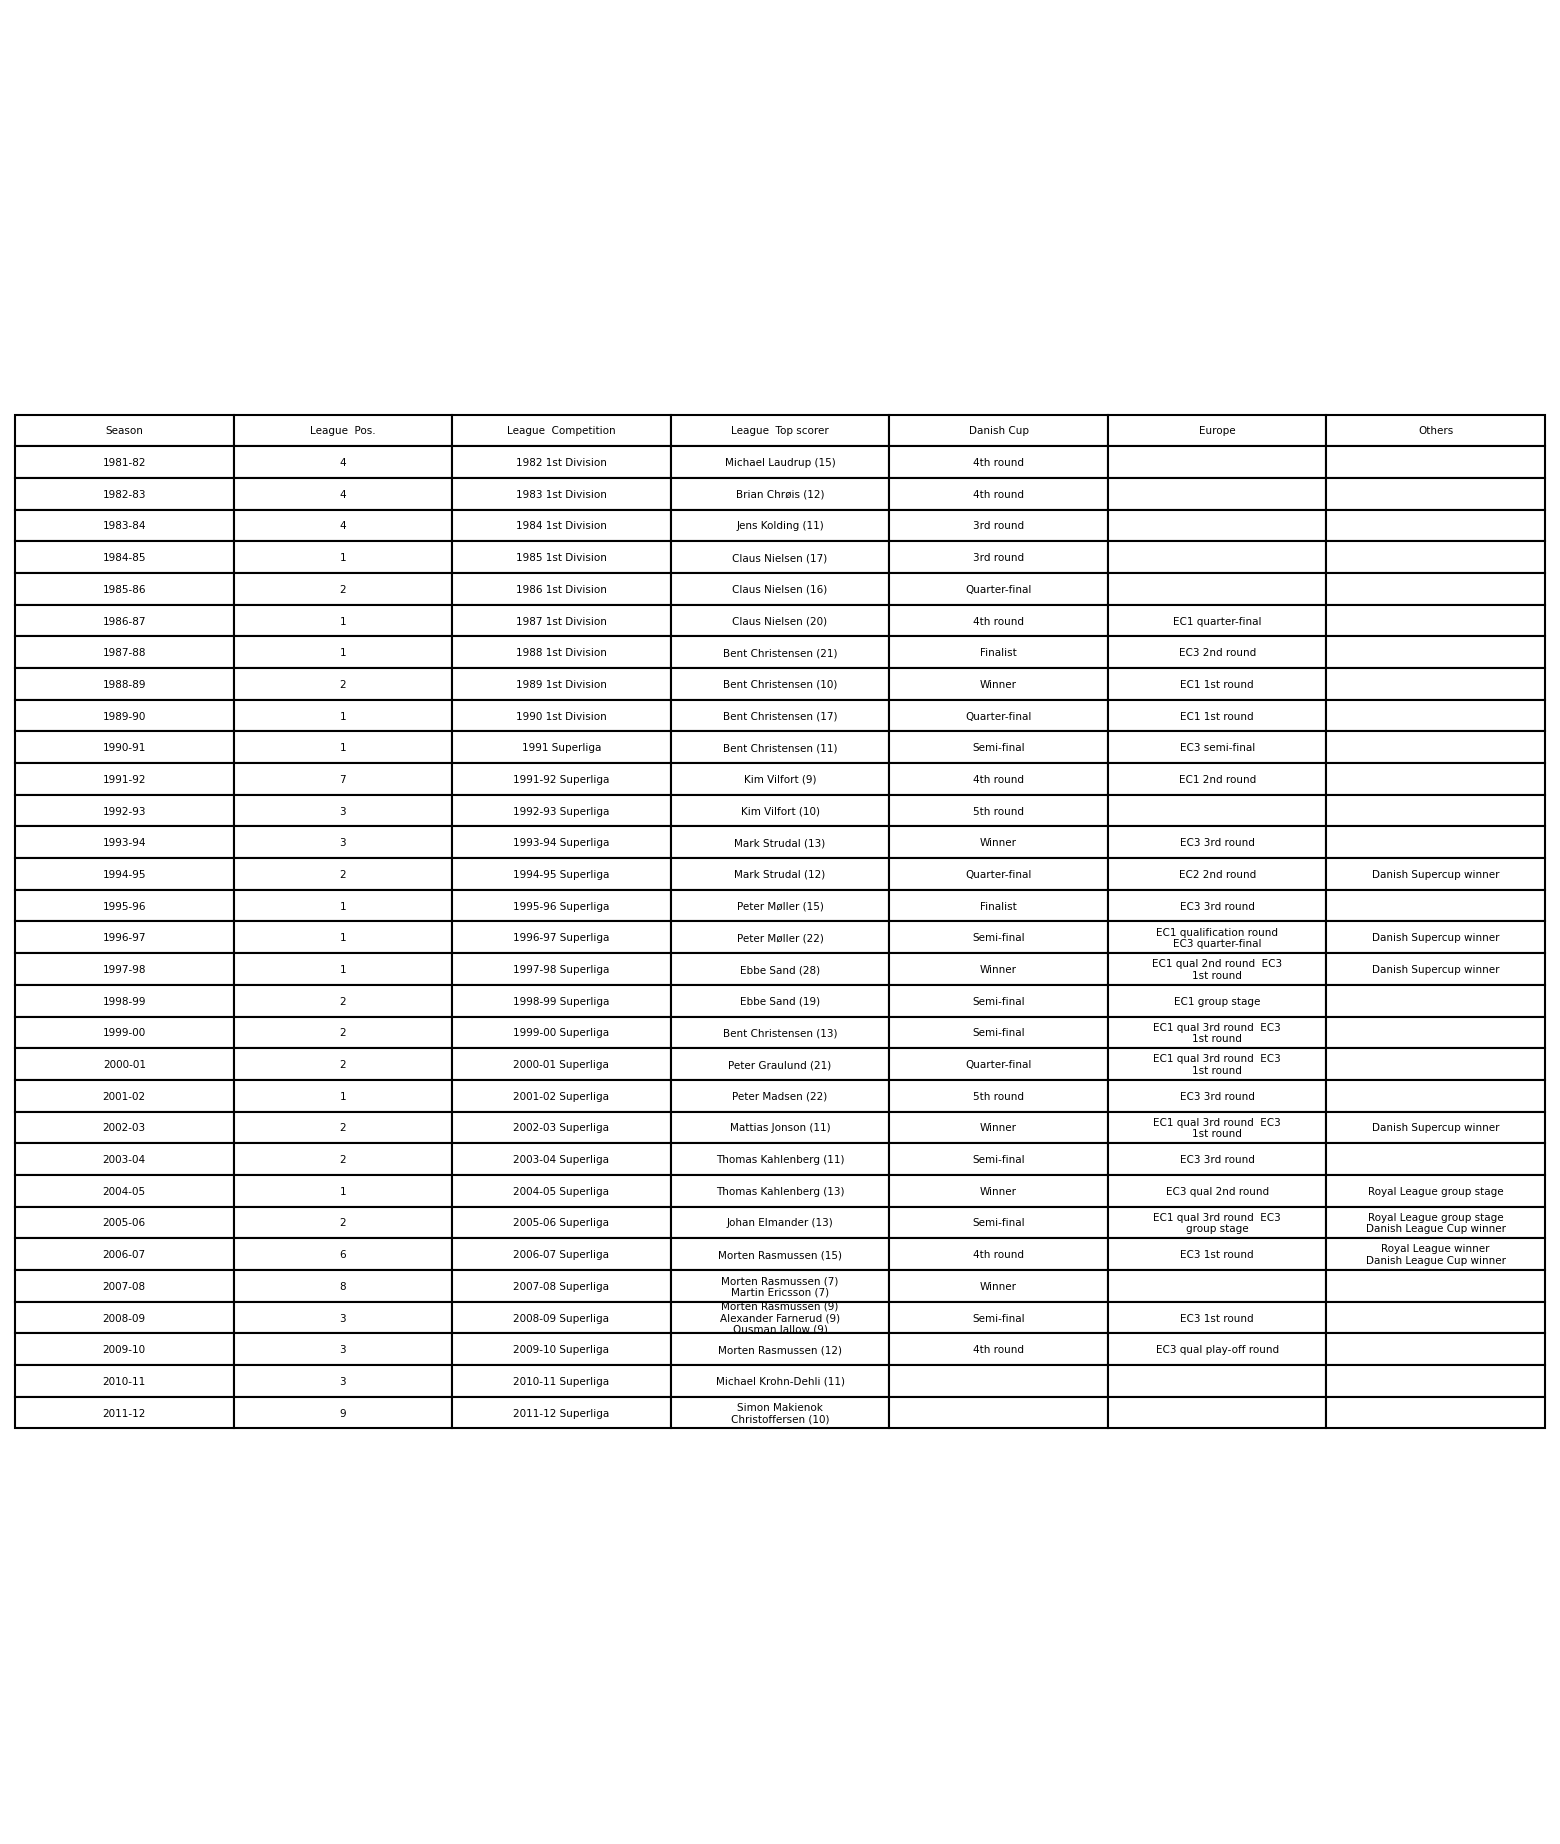 Season League  Pos. League  Competition League  Top scorer Danish Cup Europe Others
1981-82 4 1982 1st Division Michael Laudrup (15) 4th round
1982-83 4 1983 1st Division Brian Chrøis (12) 4th round
1983-84 4 1984 1st Division Jens Kolding (11) 3rd round
1984-85 1 1985 1st Division Claus Nielsen (17) 3rd round
1985-86 2 1986 1st Division Claus Nielsen (16) Quarter-final
1986-87 1 1987 1st Division Claus Nielsen (20) 4th round EC1 quarter-final
1987-88 1 1988 1st Division Bent Christensen (21) Finalist EC3 2nd round
1988-89 2 1989 1st Division Bent Christensen (10) Winner EC1 1st round
1989-90 1 1990 1st Division Bent Christensen (17) Quarter-final EC1 1st round
1990-91 1 1991 Superliga Bent Christensen (11) Semi-final EC3 semi-final
1991-92 7 1991-92 Superliga Kim Vilfort (9) 4th round EC1 2nd round
1992-93 3 1992-93 Superliga Kim Vilfort (10) 5th round
1993-94 3 1993-94 Superliga Mark Strudal (13) Winner EC3 3rd round
1994-95 2 1994-95 Superliga Mark Strudal (12) Quarter-final EC2 2nd round Danish Supercup winner
1995-96 1 1995-96 Superliga Peter Møller (15) Finalist EC3 3rd round
1996-97 1 1996-97 Superliga Peter Møller (22) Semi-final EC1 qualification round
EC3 quarter-final Danish Supercup winner
1997-98 1 1997-98 Superliga Ebbe Sand (28) Winner EC1 qual 2nd round  EC3
1st round Danish Supercup winner
1998-99 2 1998-99 Superliga Ebbe Sand (19) Semi-final EC1 group stage
1999-00 2 1999-00 Superliga Bent Christensen (13) Semi-final EC1 qual 3rd round  EC3
1st round
2000-01 2 2000-01 Superliga Peter Graulund (21) Quarter-final EC1 qual 3rd round  EC3
1st round
2001-02 1 2001-02 Superliga Peter Madsen (22) 5th round EC3 3rd round
2002-03 2 2002-03 Superliga Mattias Jonson (11) Winner EC1 qual 3rd round  EC3
1st round Danish Supercup winner
2003-04 2 2003-04 Superliga Thomas Kahlenberg (11) Semi-final EC3 3rd round
2004-05 1 2004-05 Superliga Thomas Kahlenberg (13) Winner EC3 qual 2nd round Royal League group stage
2005-06 2 2005-06 Superliga Johan Elmander (13) Semi-final EC1 qual 3rd round  EC3
group stage Royal League group stage
Danish League Cup winner
2006-07 6 2006-07 Superliga Morten Rasmussen (15) 4th round EC3 1st round Royal League winner
Danish League Cup winner
2007-08 8 2007-08 Superliga Morten Rasmussen (7)
Martin Ericsson (7) Winner
2008-09 3 2008-09 Superliga Morten Rasmussen (9)
Alexander Farnerud (9)
Ousman Jallow (9) Semi-final EC3 1st round
2009-10 3 2009-10 Superliga Morten Rasmussen (12) 4th round EC3 qual play-off round
2010-11 3 2010-11 Superliga Michael Krohn-Dehli (11)
2011-12 9 2011-12 Superliga Simon Makienok
Christoffersen (10)